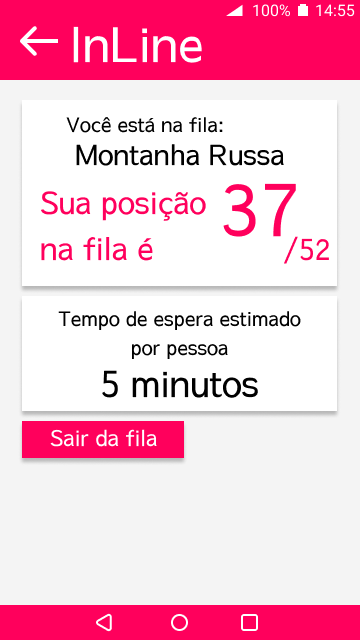 100% 14:55
InLine
Você está na fila:
Montanha Russa
Sua posição 37
na fila é /52
Tempo de espera estimado
por pessoa
5 minutos
Sair da fila